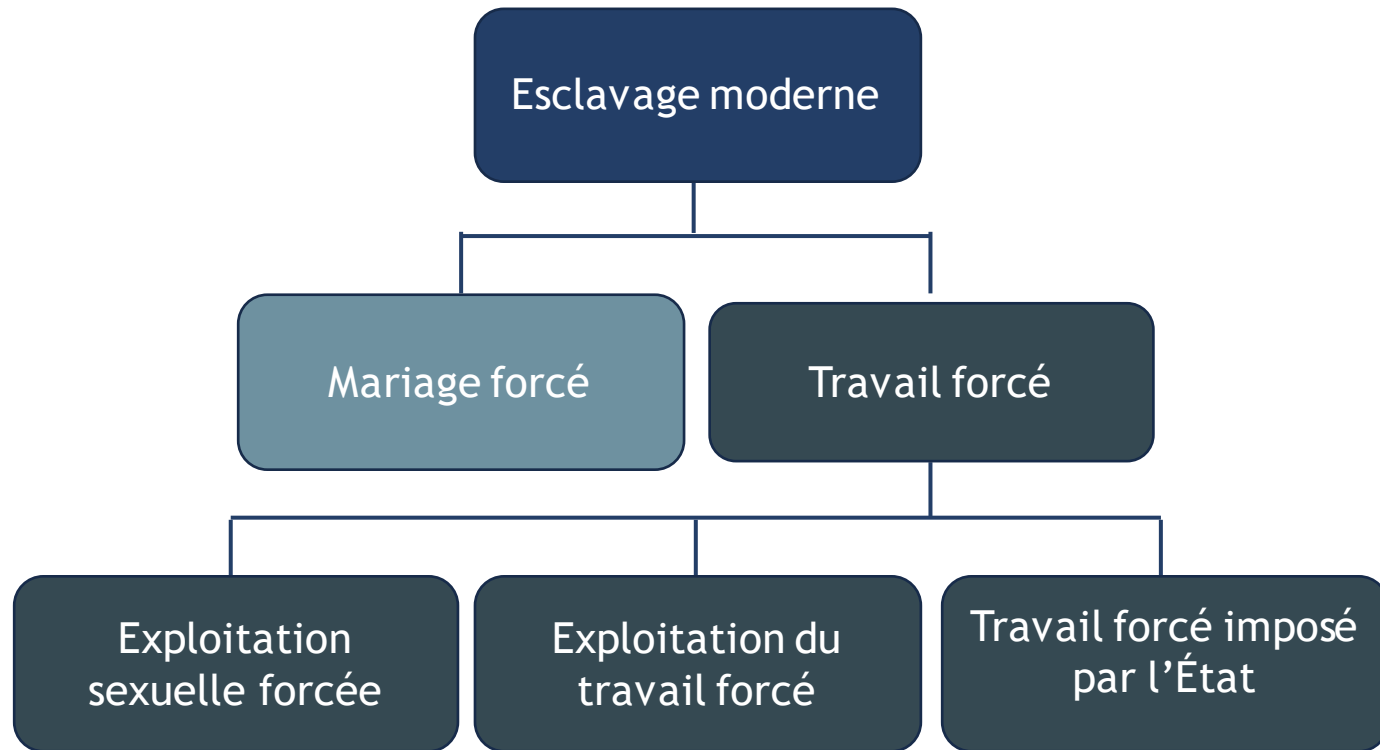 Esclavage moderne
Mariage forcé
Travail forcé
Exploitation
sexuelle forcée
Exploitation du
travail forcé
Travail forcé imposé
par l’État